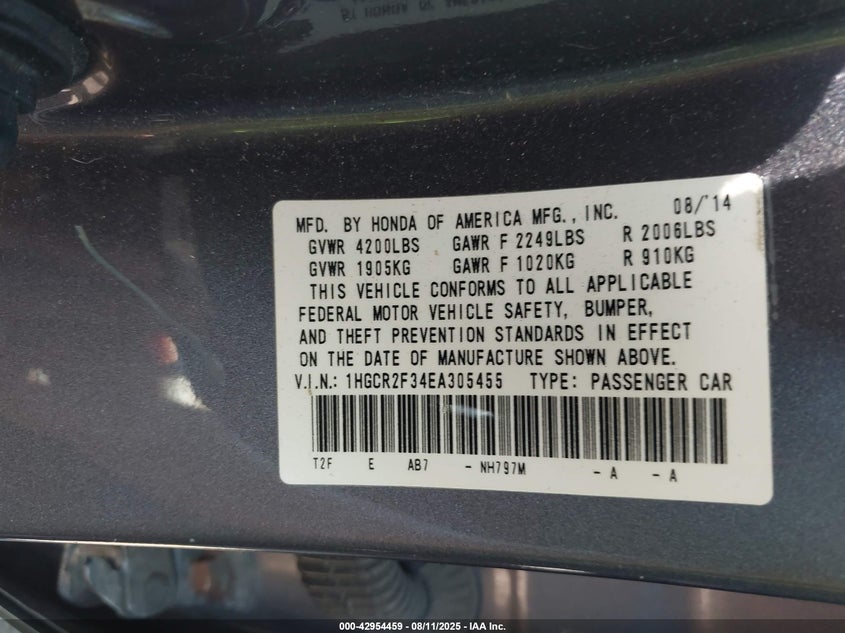 MFD. BY HONDA OF AMERICA MFG., INC. 08/'14
GVWR 4200LBS GAWR F 2249LBS R 2006LBS
GVWR 1905KG GAWR F 1020KG R 910KG
THIS VEHICLE CONFORMS TO ALL APPLICABLE
FEDERAL MOTOR VEHICLE SAFETY, BUMPER,
AND THEFT PREVENTION STANDARDS IN EFFECT
ON THE DATE OF MANUFACTURE SHOWN ABOVE.
V.I.N.: 1HGCR2F34EA305455 TYPE: PASSENGER CAR
T2F E AB7 - NH797M - A - A
000-42954459 - 08/11/2025 - IAA Inc.